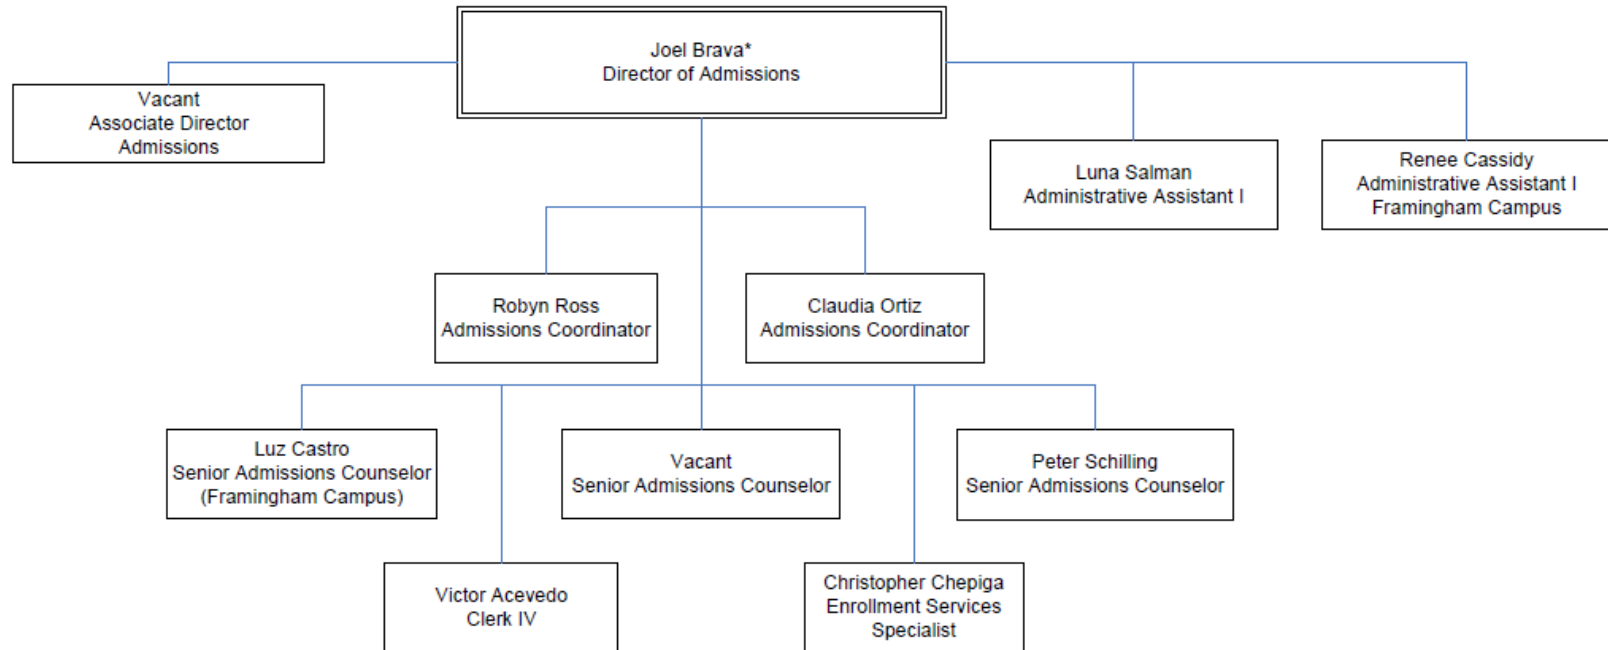 Joel Brava*
Director of Admissions
Vacant
Associate Director
Admissions
Luna Salman
Administrative Assistant I
Renee Cassidy
Administrative Assistant I
Framingham Campus
Robyn Ross
Admissions Coordinator
Claudia Ortiz
Admissions Coordinator
Luz Castro
Senior Admissions Counselor
(Framingham Campus)
Vacant
Senior Admissions Counselor
Peter Schilling
Senior Admissions Counselor
Victor Acevedo
Clerk IV
Christopher Chepiga
Enrollment Services
Specialist